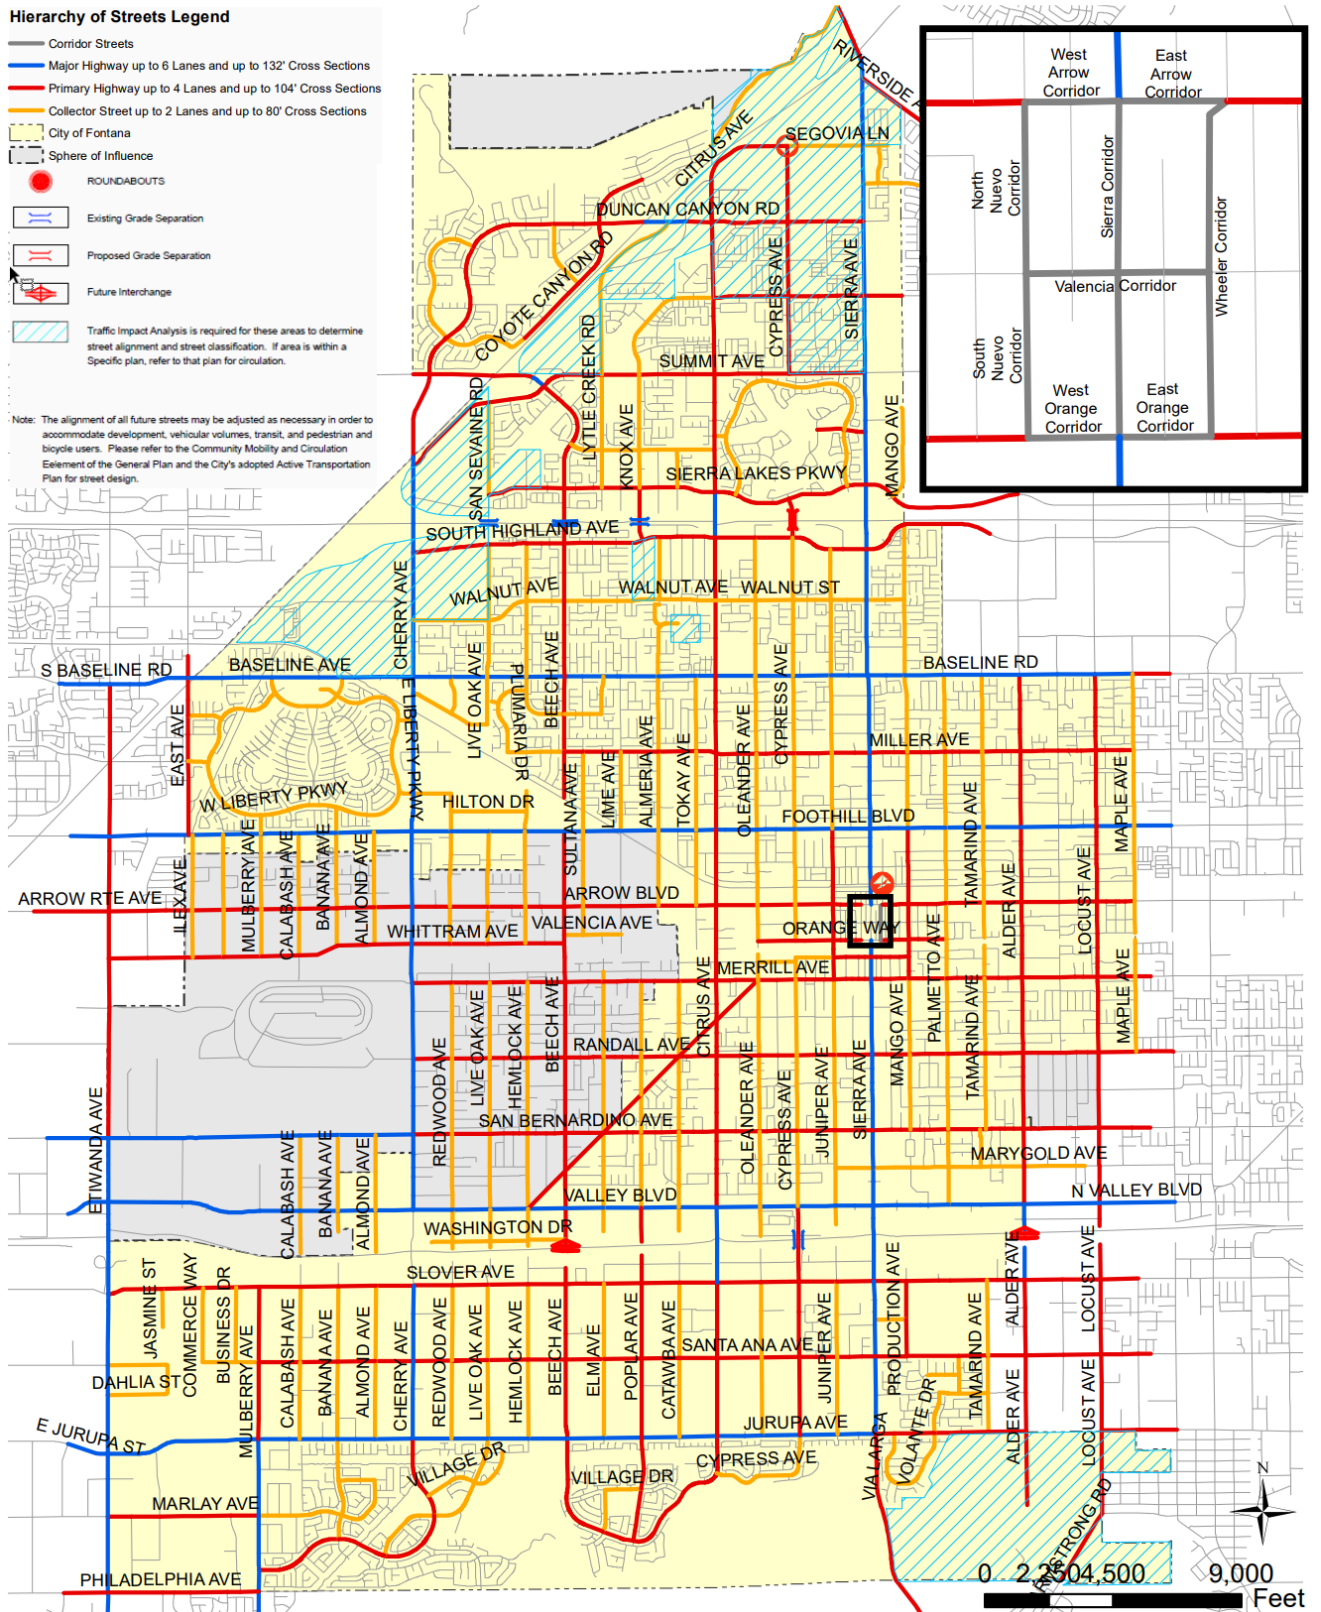 Hierarchy of Streets Legend
Corridor Streets
Major Highway up to 6 Lanes and up to 132' Cross Sections
Primary Highway up to 4 Lanes and up to 104' Cross Sections
Collector Street up to 2 Lanes and up to 80' Cross Sections
City of Fontana
Sphere of Influence
ROUNDABOUTS
Existing Grade Separation
Proposed Grade Separation
Future Interchange
Traffic Impact Analysis is required for these areas to determine
street alignment and street classification. If area is within a
Specific plan, refer to that plan for circulation.
Note: The alignment of all future streets may be adjusted as necessary in order to
accommodate development, vehicular volumes, transit, and pedestrian and
bicycle users. Please refer to the Community Mobility and Circulation
Eelement of the General Plan and the City's adopted Active Transportation
Plan for street design.
West
Arrow
Corridor
East
Arrow
Corridor
North
Nuevo
Corridor
Sierra Corridor
Wheeler Corridor
Valencia Corridor
South
Nuevo
Corridor
West
Orange
Corridor
East
Orange
Corridor
RIVERSIDE A
CITRUS AVE
SEGOVIA LN
DUNCAN CANYON RD
COYOTE CANYON RD
CYPRESS AVE
SIERRA AVE
LYTLE CREEK RD
SUMMIT AVE
SAN SEVAINE RD
KNOX AVE
MANGO AVE
SIERRA LAKES PKWY
SOUTH HIGHLAND AVE
CHERRY AVE
WALNUT AVE
WALNUT AVE
WALNUT ST
S BASELINE RD
BASELINE AVE
BASELINE RD
EAST AVE
E LIBERTY PKWY
LIVE OAK AVE
PLUMARIA DR
BEECH AVE
CYPRESS AVE
MILLER AVE
W LIBERTY PKWY
HILTON DR
SULTANA AVE
LIME AVE
ALMERIA AVE
TOKAY AVE
OLEANDER AVE
FOOTHILL BLVD
TAMARIND AVE
MAPLE AVE
ILEX AVE
MULBERRY AVE
CALABASH AVE
BANANA AVE
ALMOND AVE
ALDER AVE
LOCUST AVE
ARROW RTE AVE
ARROW BLVD
WHITTRAM AVE
VALENCIA AVE
ORANGE WAY
PALMETTO AVE
MERRILL AVE
CITRUS AVE
MAPLE AVE
REDWOOD AVE
LIVE OAK AVE
HEMLOCK AVE
BEECH AVE
RANDALL AVE
OLEANDER AVE
CYPRESS AVE
JUNIPER AVE
SIERRA AVE
MANGO AVE
TAMARIND AVE
ETIWANDA AVE
SAN BERNARDINO AVE
MARYGOLD AVE
CALABASH AVE
BANANA AVE
ALMOND AVE
VALLEY BLVD
N VALLEY BLVD
WASHINGTON DR
SLOVER AVE
JASMINE ST
COMMERCE WAY
BUSINESS DR
MULBERRY AVE
CALABASH AVE
BANANA AVE
ALMOND AVE
CHERRY AVE
REDWOOD AVE
LIVE OAK AVE
HEMLOCK AVE
BEECH AVE
ELM AVE
POPLAR AVE
CATAWBA AVE
SANTA ANA AVE
JUNIPER AVE
PRODUCTION AVE
TAMARIND AVE
ALDER AVE
LOCUST AVE
DAHLIA ST
VOLANTE DR
ALDER AVE
LOCUST AVE
E JURUPA ST
JURUPA AVE
VILLAGE DR
VILLAGE DR
CYPRESS AVE
VIA LARGA
MARLAY AVE
PHILADELPHIA AVE
N
0 2,250 4,500 9,000
Feet